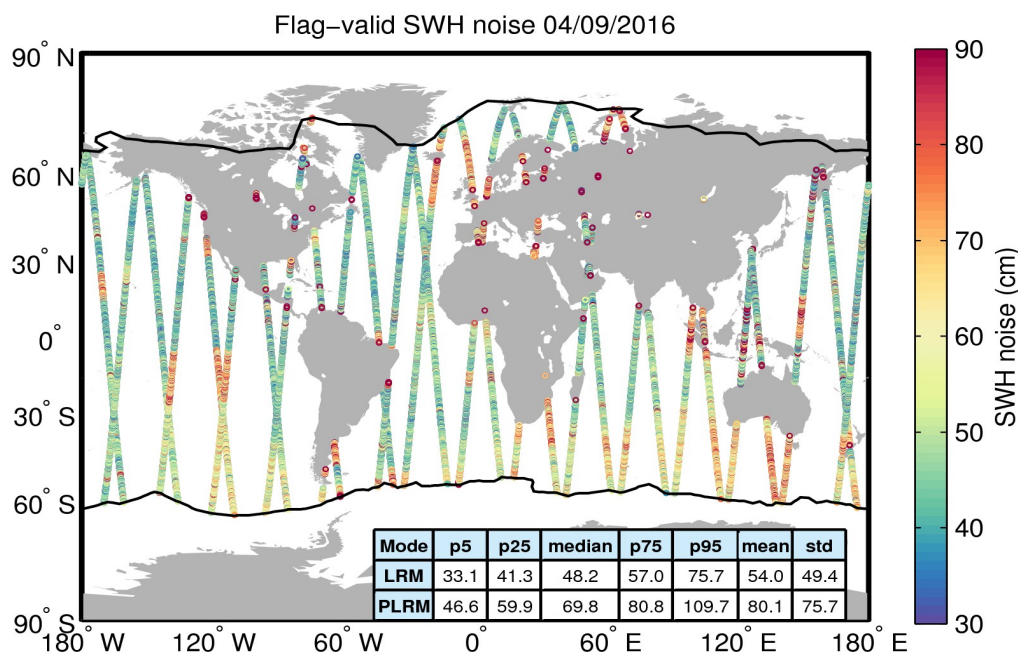 Flag–valid SWH noise 04/09/2016
90° N
60° N
30° N
0°
30° S
60° S
90° S
180° W
120° W
60° W
0°
60° E
120° E
180° E
Mode p5 p25 median p75 p95 mean std
LRM 33.1 41.3 48.2 57.0 75.7 54.0 49.4
PLRM 46.6 59.9 69.8 80.8 109.7 80.1 75.7
90
80
70
60
50
40
30
SWH noise (cm)